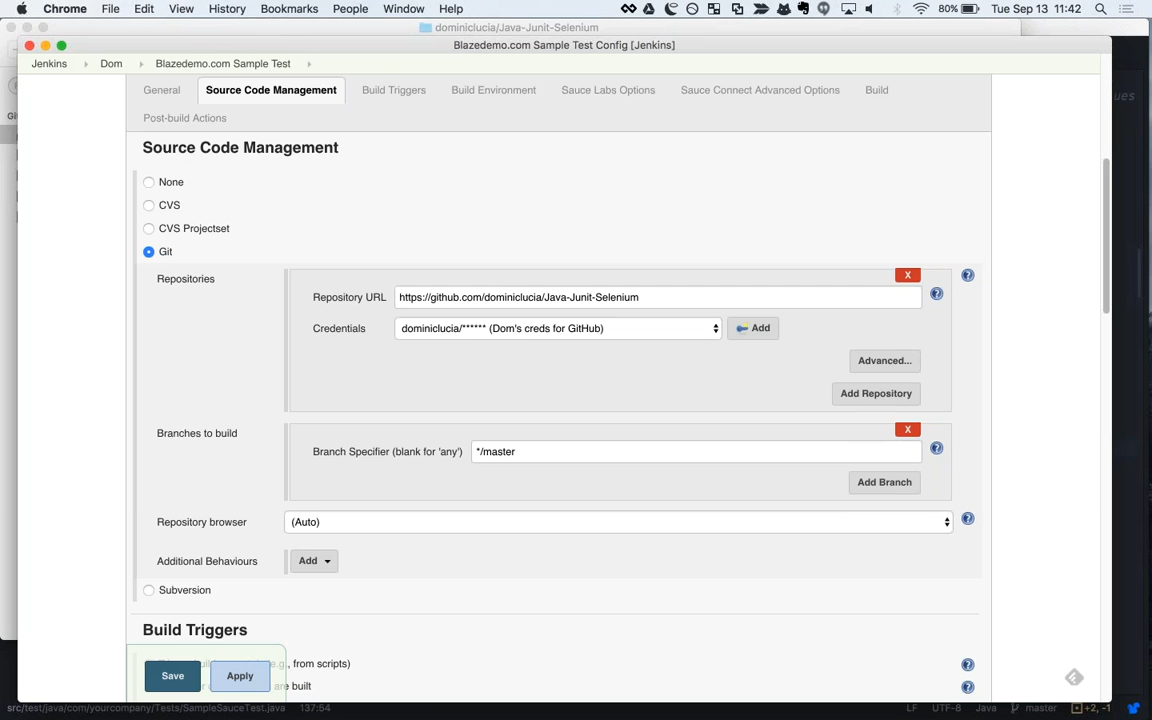 Chrome File Edit View History Bookmarks People Window Help 80% Tue Sep 13 11:42
dominiclucia/Java-Junit-Selenium
Blazedemo.com Sample Test Config [Jenkins]
Jenkins Dom Blazedemo.com Sample Test
General Source Code Management Build Triggers Build Environment Sauce Labs Options Sauce Connect Advanced Options Build
Post-build Actions
Source Code Management
None
CVS
CVS Projectset
Git
Repositories
X
Repository URL https://github.com/dominiclucia/Java-Junit-Selenium
Credentials dominiclucia/****** (Dom's creds for GitHub) Add
Advanced...
Add Repository
Branches to build
X
Branch Specifier (blank for 'any') */master
Add Branch
Repository browser (Auto)
Additional Behaviours Add
Subversion
Build Triggers
, from scripts)
Save Apply
are built
src/test/java/com/yourcompany/Tests/SampleSauceTest.java 137:54 LF UTF-8 Java master +2, -1